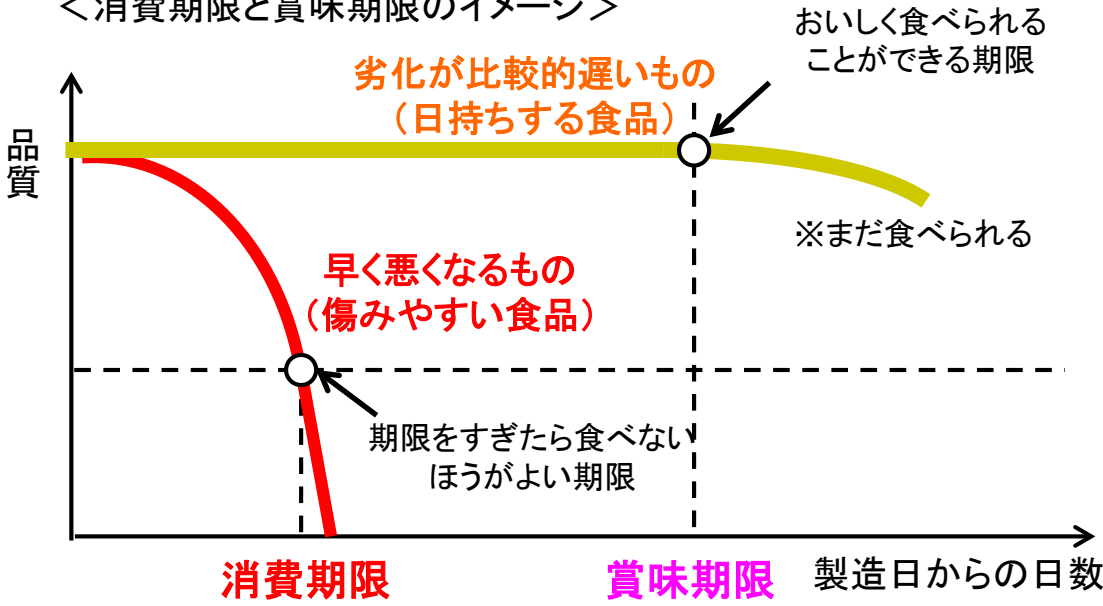 ＜消費期限と賞味期限のイメージ＞
おいしく食べられる
ことができる期限
劣化が比較的遅いもの
（日持ちする食品）
品質
※まだ食べられる
早く悪くなるもの
（傷みやすい食品）
期限をすぎたら食べない
ほうがよい期限
消費期限
賞味期限
製造日からの日数